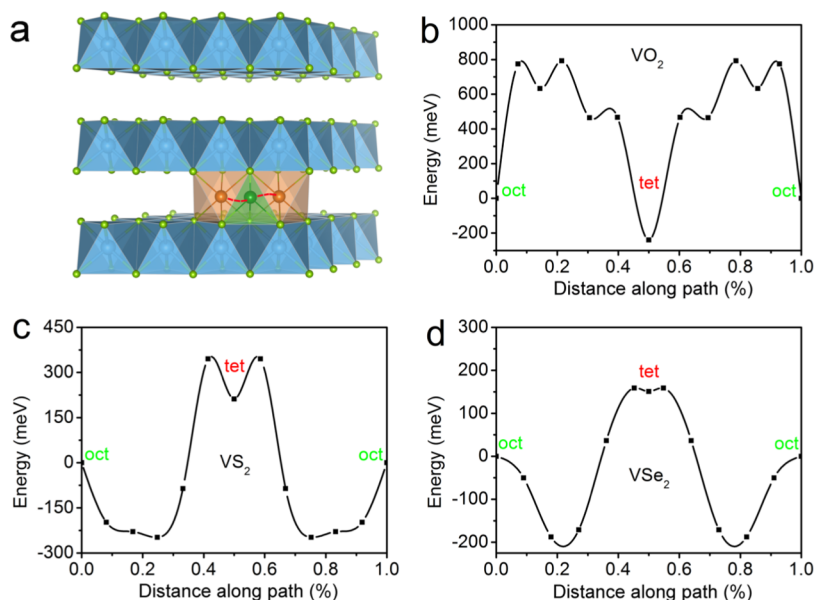 a
b
1000
800
600
400
200
0
-200
Energy (meV)
VO2
oct
tet
oct
0.0 0.2 0.4 0.6 0.8 1.0
Distance along path (%)
c
450
300
150
0
-150
-300
Energy (meV)
oct
tet
oct
VS2
0.0 0.2 0.4 0.6 0.8 1.0
Distance along path (%)
d
300
200
100
0
-100
-200
Energy (meV)
tet
oct
oct
VSe2
0.0 0.2 0.4 0.6 0.8 1.0
Distance along path (%)